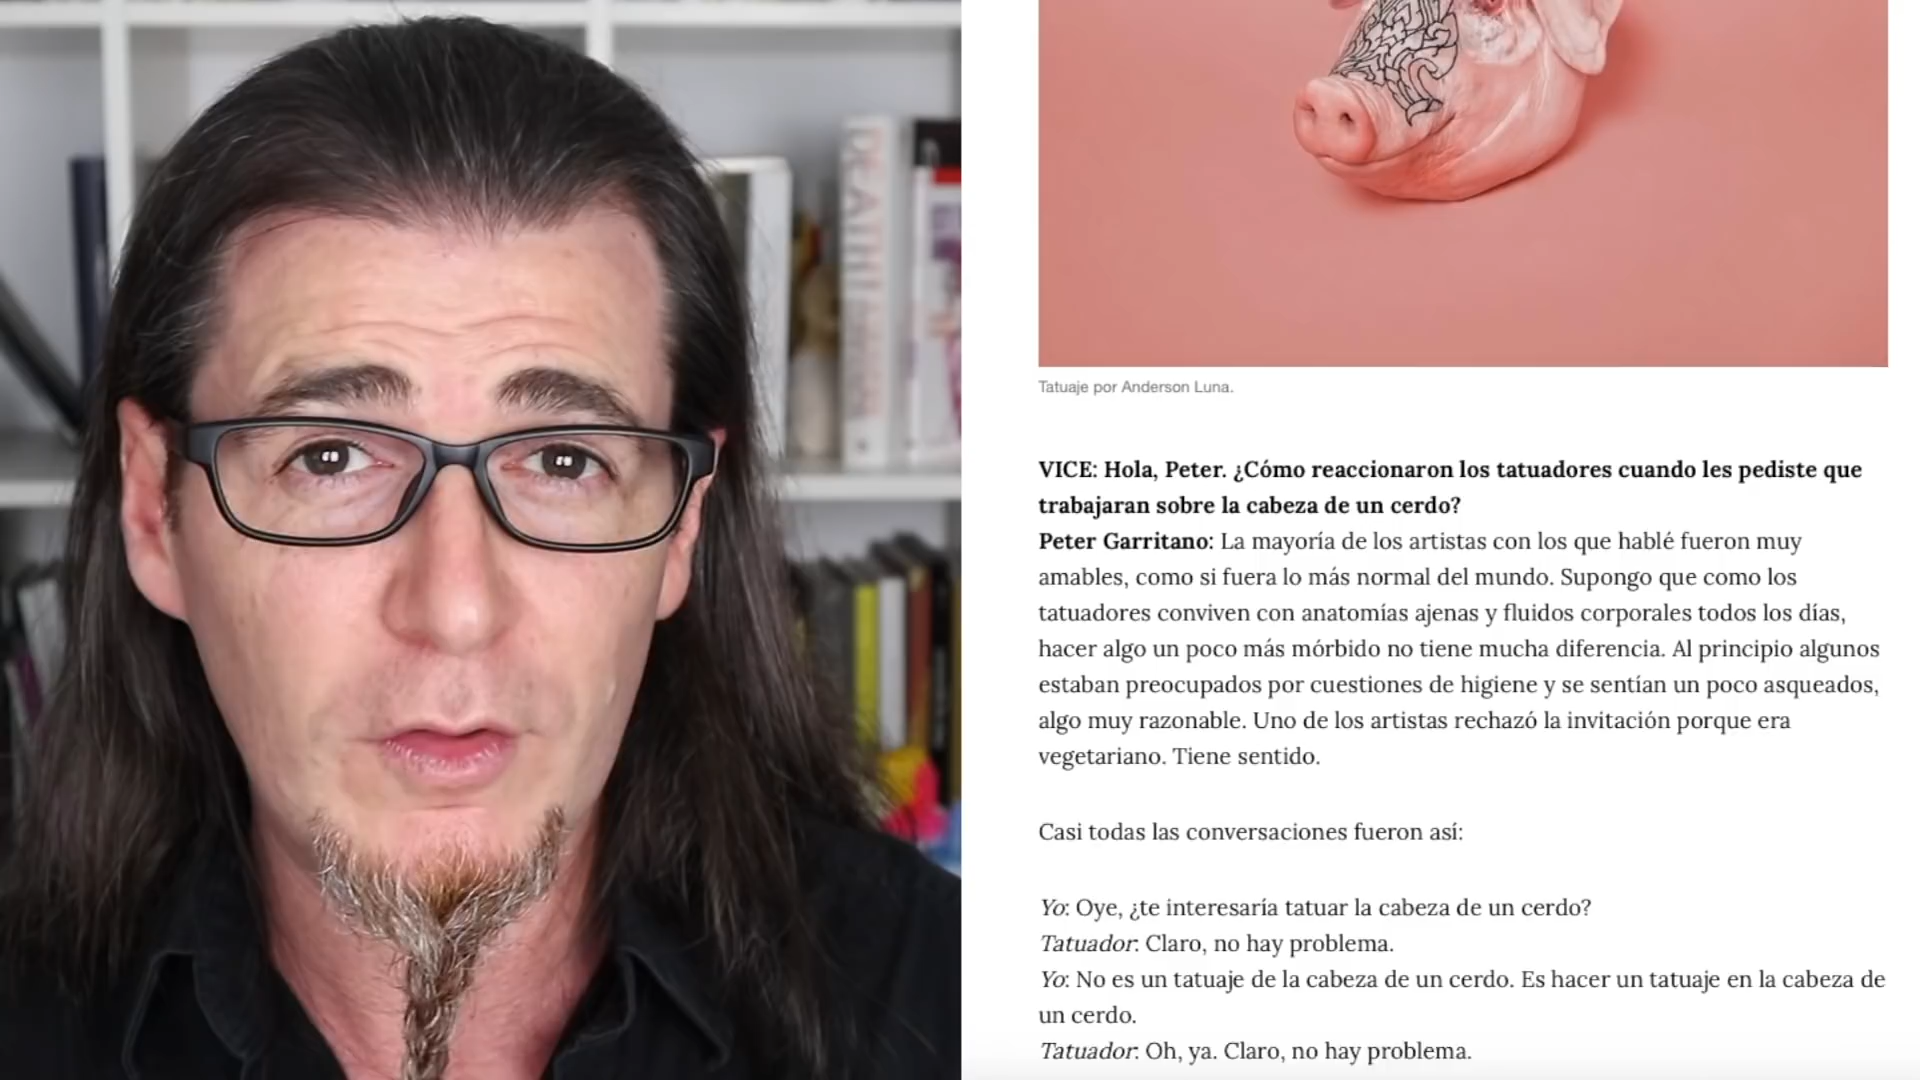 DEATH
Tatuaje por Anderson Luna.
VICE: Hola, Peter. ¿Cómo reaccionaron los tatuadores cuando les pediste que
trabajaran sobre la cabeza de un cerdo?
Peter Garritano: La mayoría de los artistas con los que hablé fueron muy
amables, como si fuera lo más normal del mundo. Supongo que como los
tatuadores conviven con anatomías ajenas y fluidos corporales todos los días,
hacer algo un poco más mórbido no tiene mucha diferencia. Al principio algunos
estaban preocupados por cuestiones de higiene y se sentían un poco asqueados,
algo muy razonable. Uno de los artistas rechazó la invitación porque era
vegetariano. Tiene sentido.
Casi todas las conversaciones fueron así:
Yo: Oye, ¿te interesaría tatuar la cabeza de un cerdo?
Tatuador: Claro, no hay problema.
Yo: No es un tatuaje de la cabeza de un cerdo. Es hacer un tatuaje en la cabeza de
un cerdo.
Tatuador: Oh, ya. Claro, no hay problema.